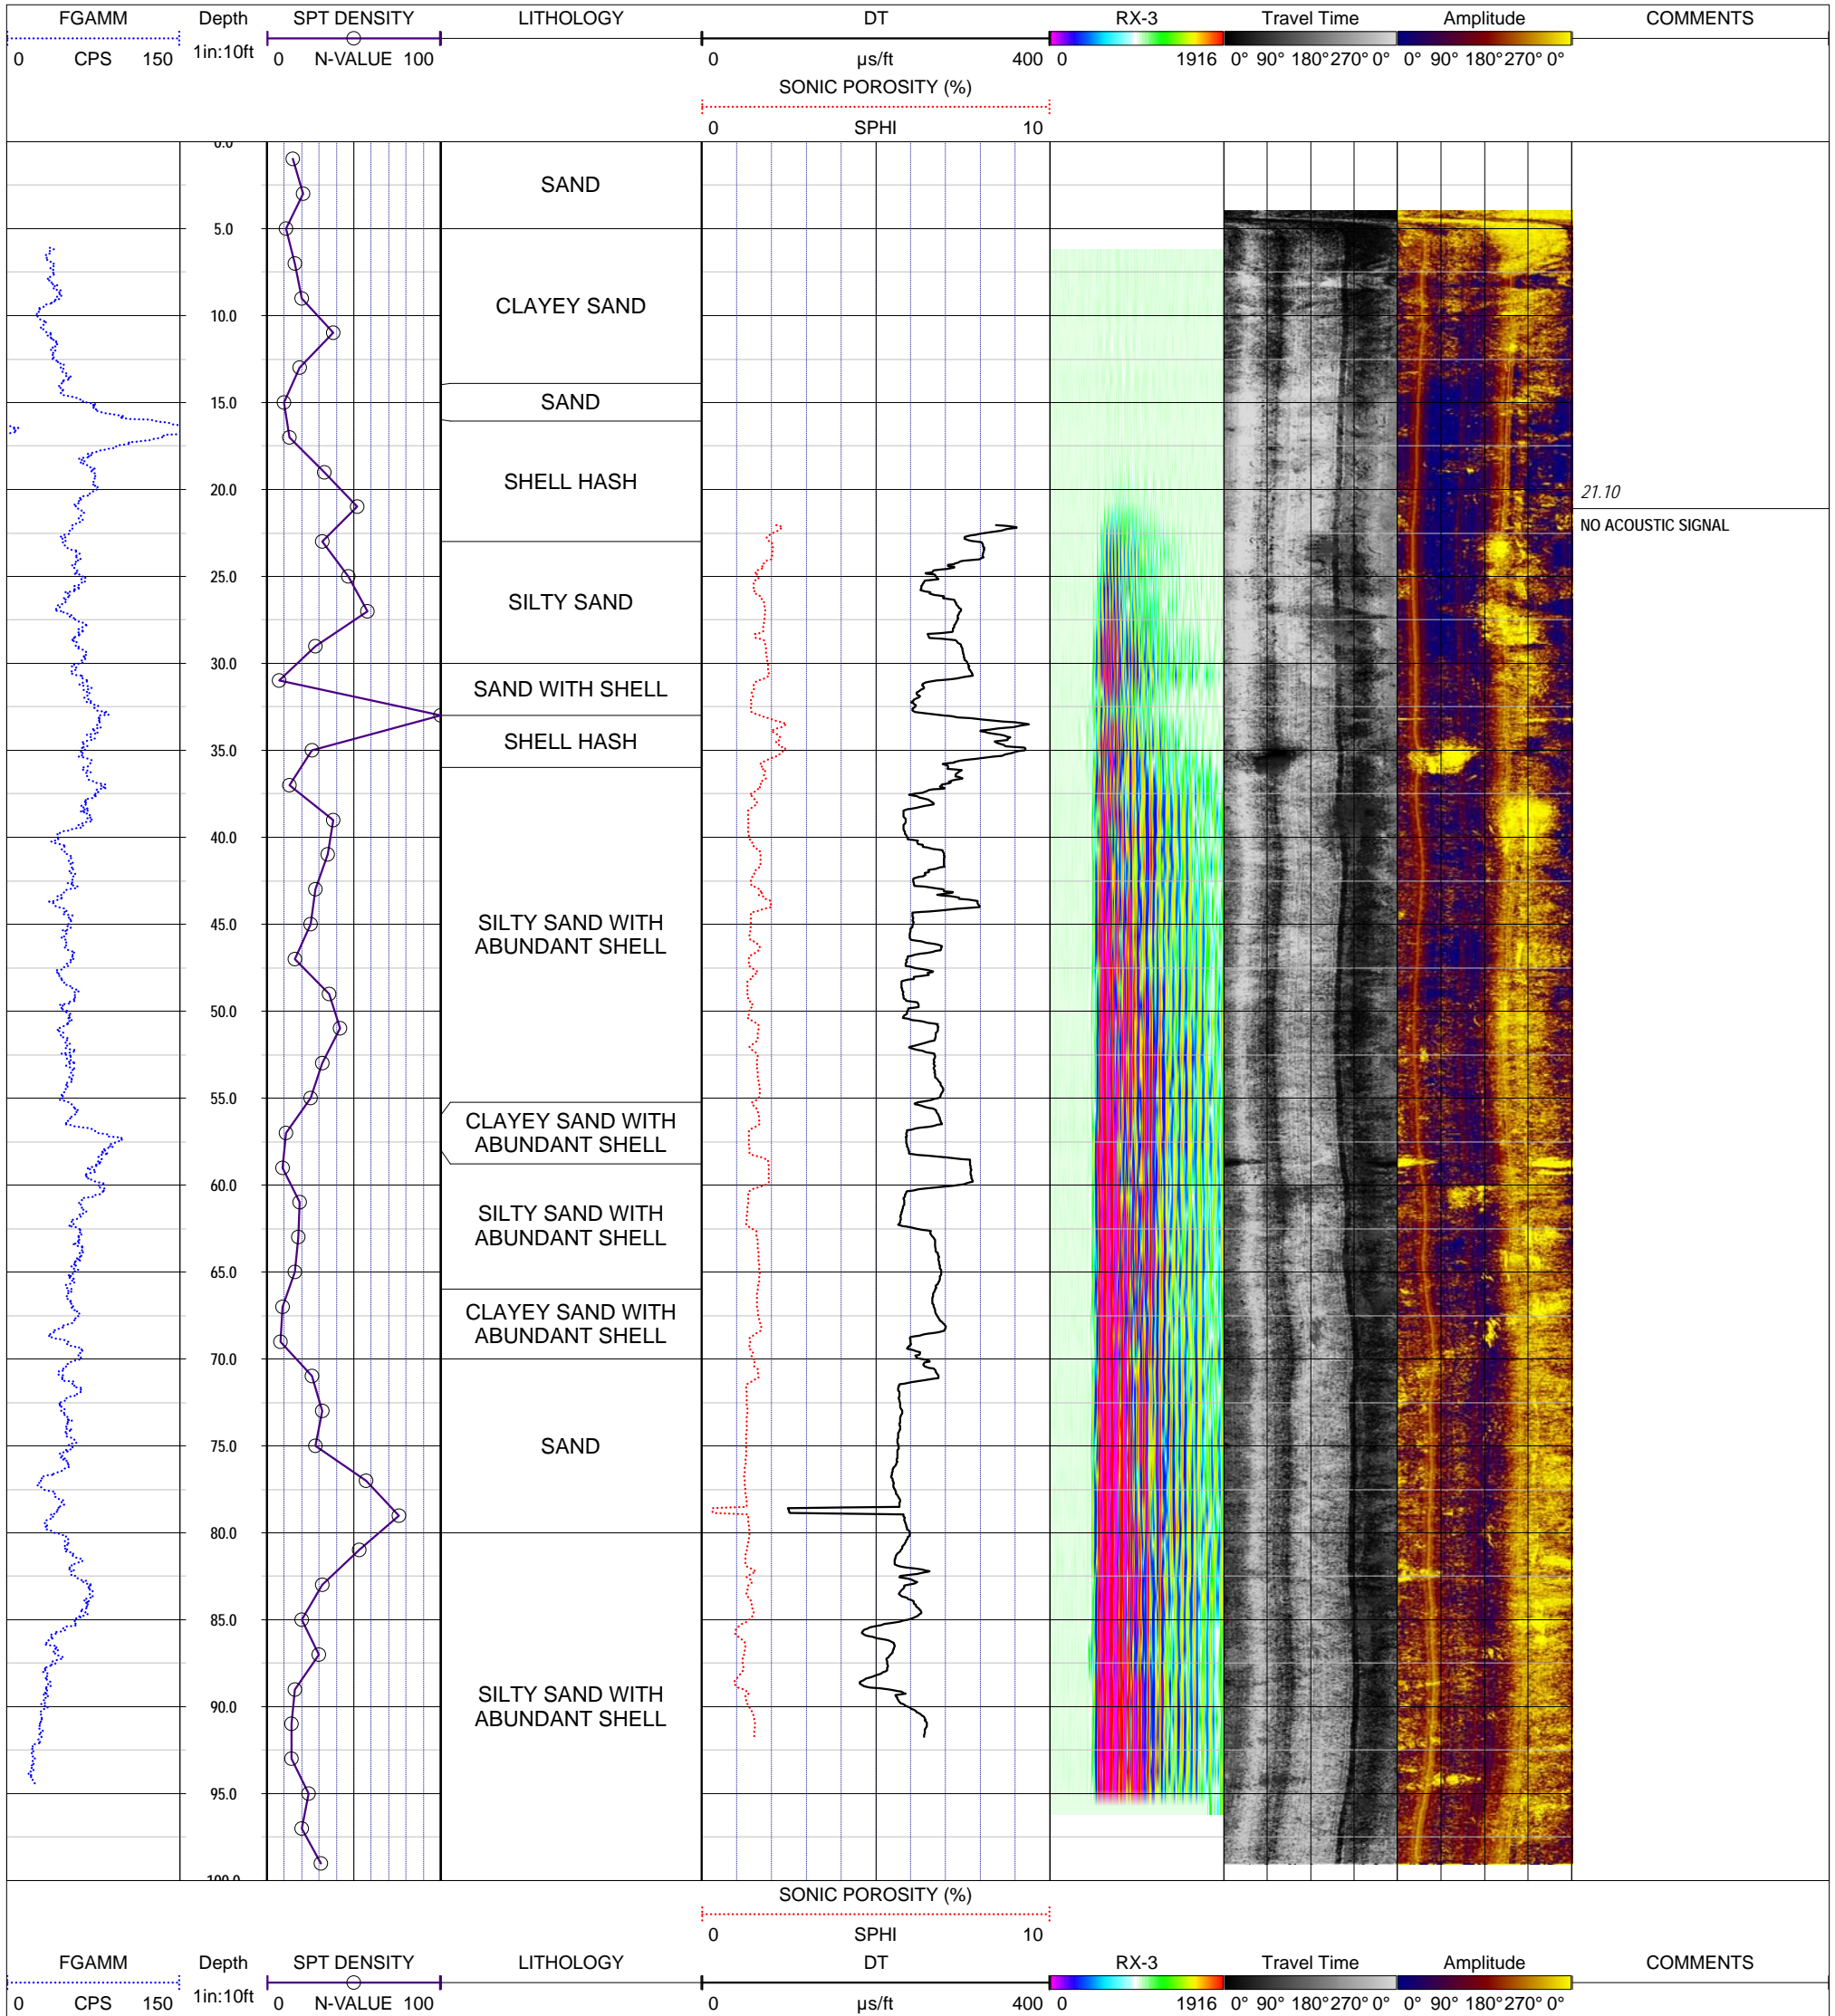 FGAMM Depth SPT DENSITY LITHOLOGY DT RX-3 Travel Time Amplitude COMMENTS
0 CPS 150 1in:10ft 0 N-VALUE 100 0 µs/ft 400 0 1916 0° 90° 180°270° 0° 0° 90° 180°270° 0°
SONIC POROSITY (%)
0 SPHI 10
0.0
SAND
5.0
CLAYEY SAND
10.0
15.0 SAND
SHELL HASH
20.0
21.10
NO ACOUSTIC SIGNAL
25.0
SILTY SAND
30.0
SAND WITH SHELL
SHELL HASH
35.0
40.0
SILTY SAND WITH
45.0
ABUNDANT SHELL
50.0
55.0
CLAYEY SAND WITH
ABUNDANT SHELL
60.0
SILTY SAND WITH
ABUNDANT SHELL
65.0
CLAYEY SAND WITH
ABUNDANT SHELL
70.0
75.0 SAND
80.0
85.0
SILTY SAND WITH
90.0
ABUNDANT SHELL
95.0
100.0
SONIC POROSITY (%)
0 SPHI 10
FGAMM Depth SPT DENSITY LITHOLOGY DT RX-3 Travel Time Amplitude COMMENTS
0 CPS 150 1in:10ft 0 N-VALUE 100 0 µs/ft 400 0 1916 0° 90° 180°270° 0° 0° 90° 180°270° 0°